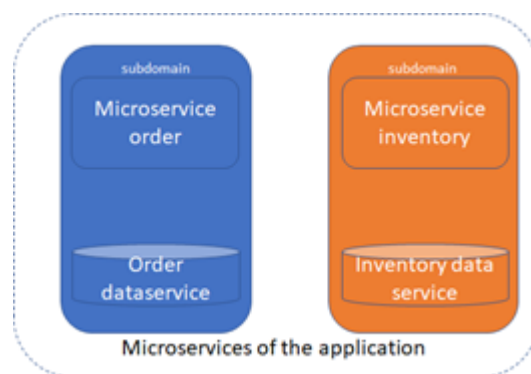 subdomain
Microservice
order
Order
dataservice
subdomain
Microservice
inventory
Inventory data
service
Microservices of the application